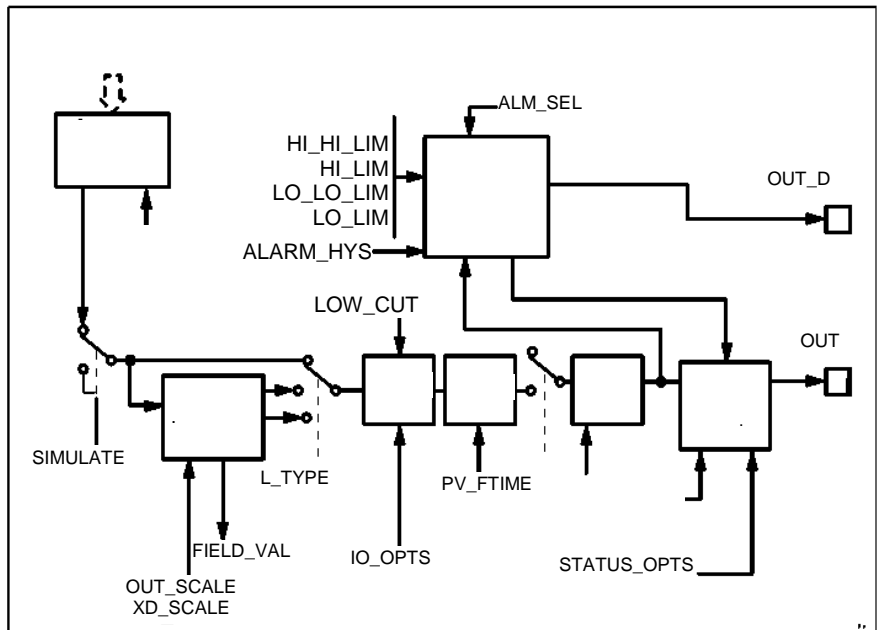 ALM_SEL
HI_HI_LIM
HI_LIM
LO_LO_LIM
LO_LIM
OUT_D
ALARM_HYS
LOW_CUT
OUT
SIMULATE
L_TYPE
PV_FTIME
FIELD_VAL
IO_OPTS
STATUS_OPTS
OUT_SCALE
XD_SCALE